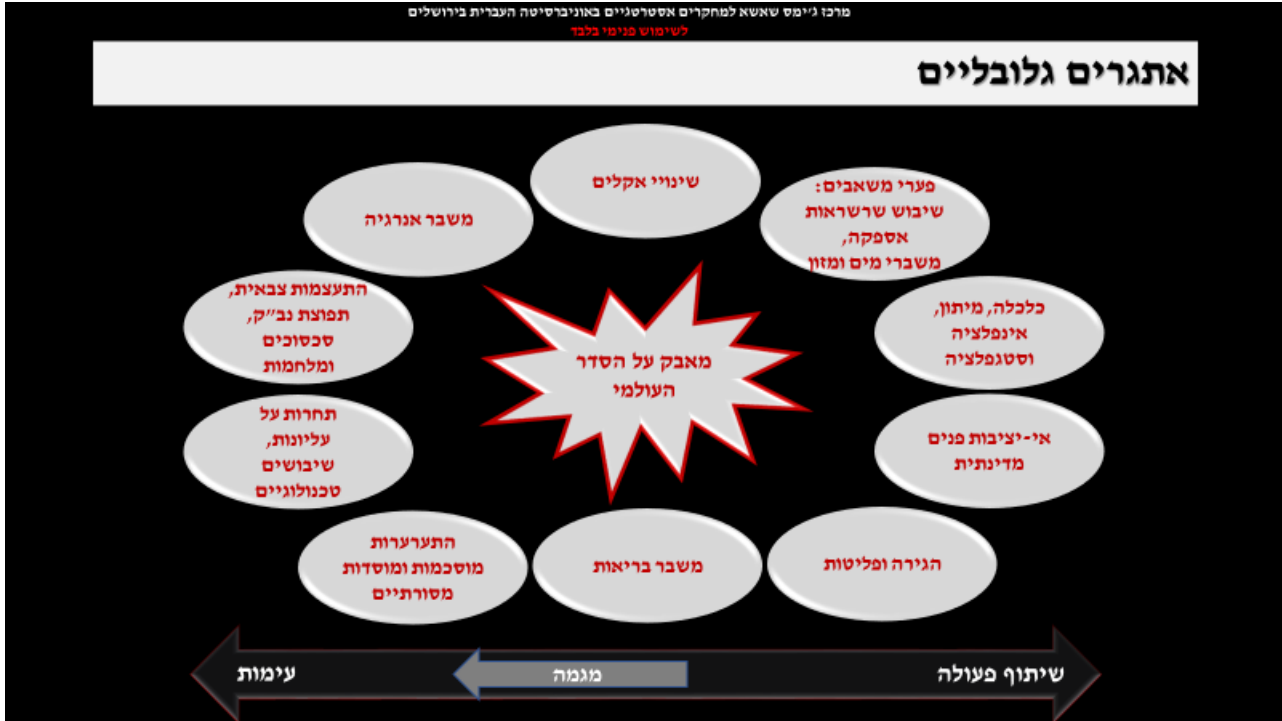 מרכז ג׳ימס שאשא למחקרים אסטרטגיים באוניברסיטה העברית בירושלים
לשימוש פנימי בלבד
אתגרים גלובליים
שינויי אקלים
פערי משאבים:
שיבוש שרשראות
אספקה,
משברי מים ומזון
משבר אנרגיה
התעצמות צבאית,
תפוצת נב״ק,
סכסוכים
ומלחמות
כלכלה, מיתון,
אינפלציה
וסטגפלציה
מאבק על הסדר
העולמי
תחרות על
עליונות,
שיבושים
טכנולוגיים
אי-יציבות פנים
מדינתית
התערערות
מוסכמות ומוסדות
מסורתיים
משבר בריאות
הגירה ופליטות
שיתוף פעולה
מגמה
עימות